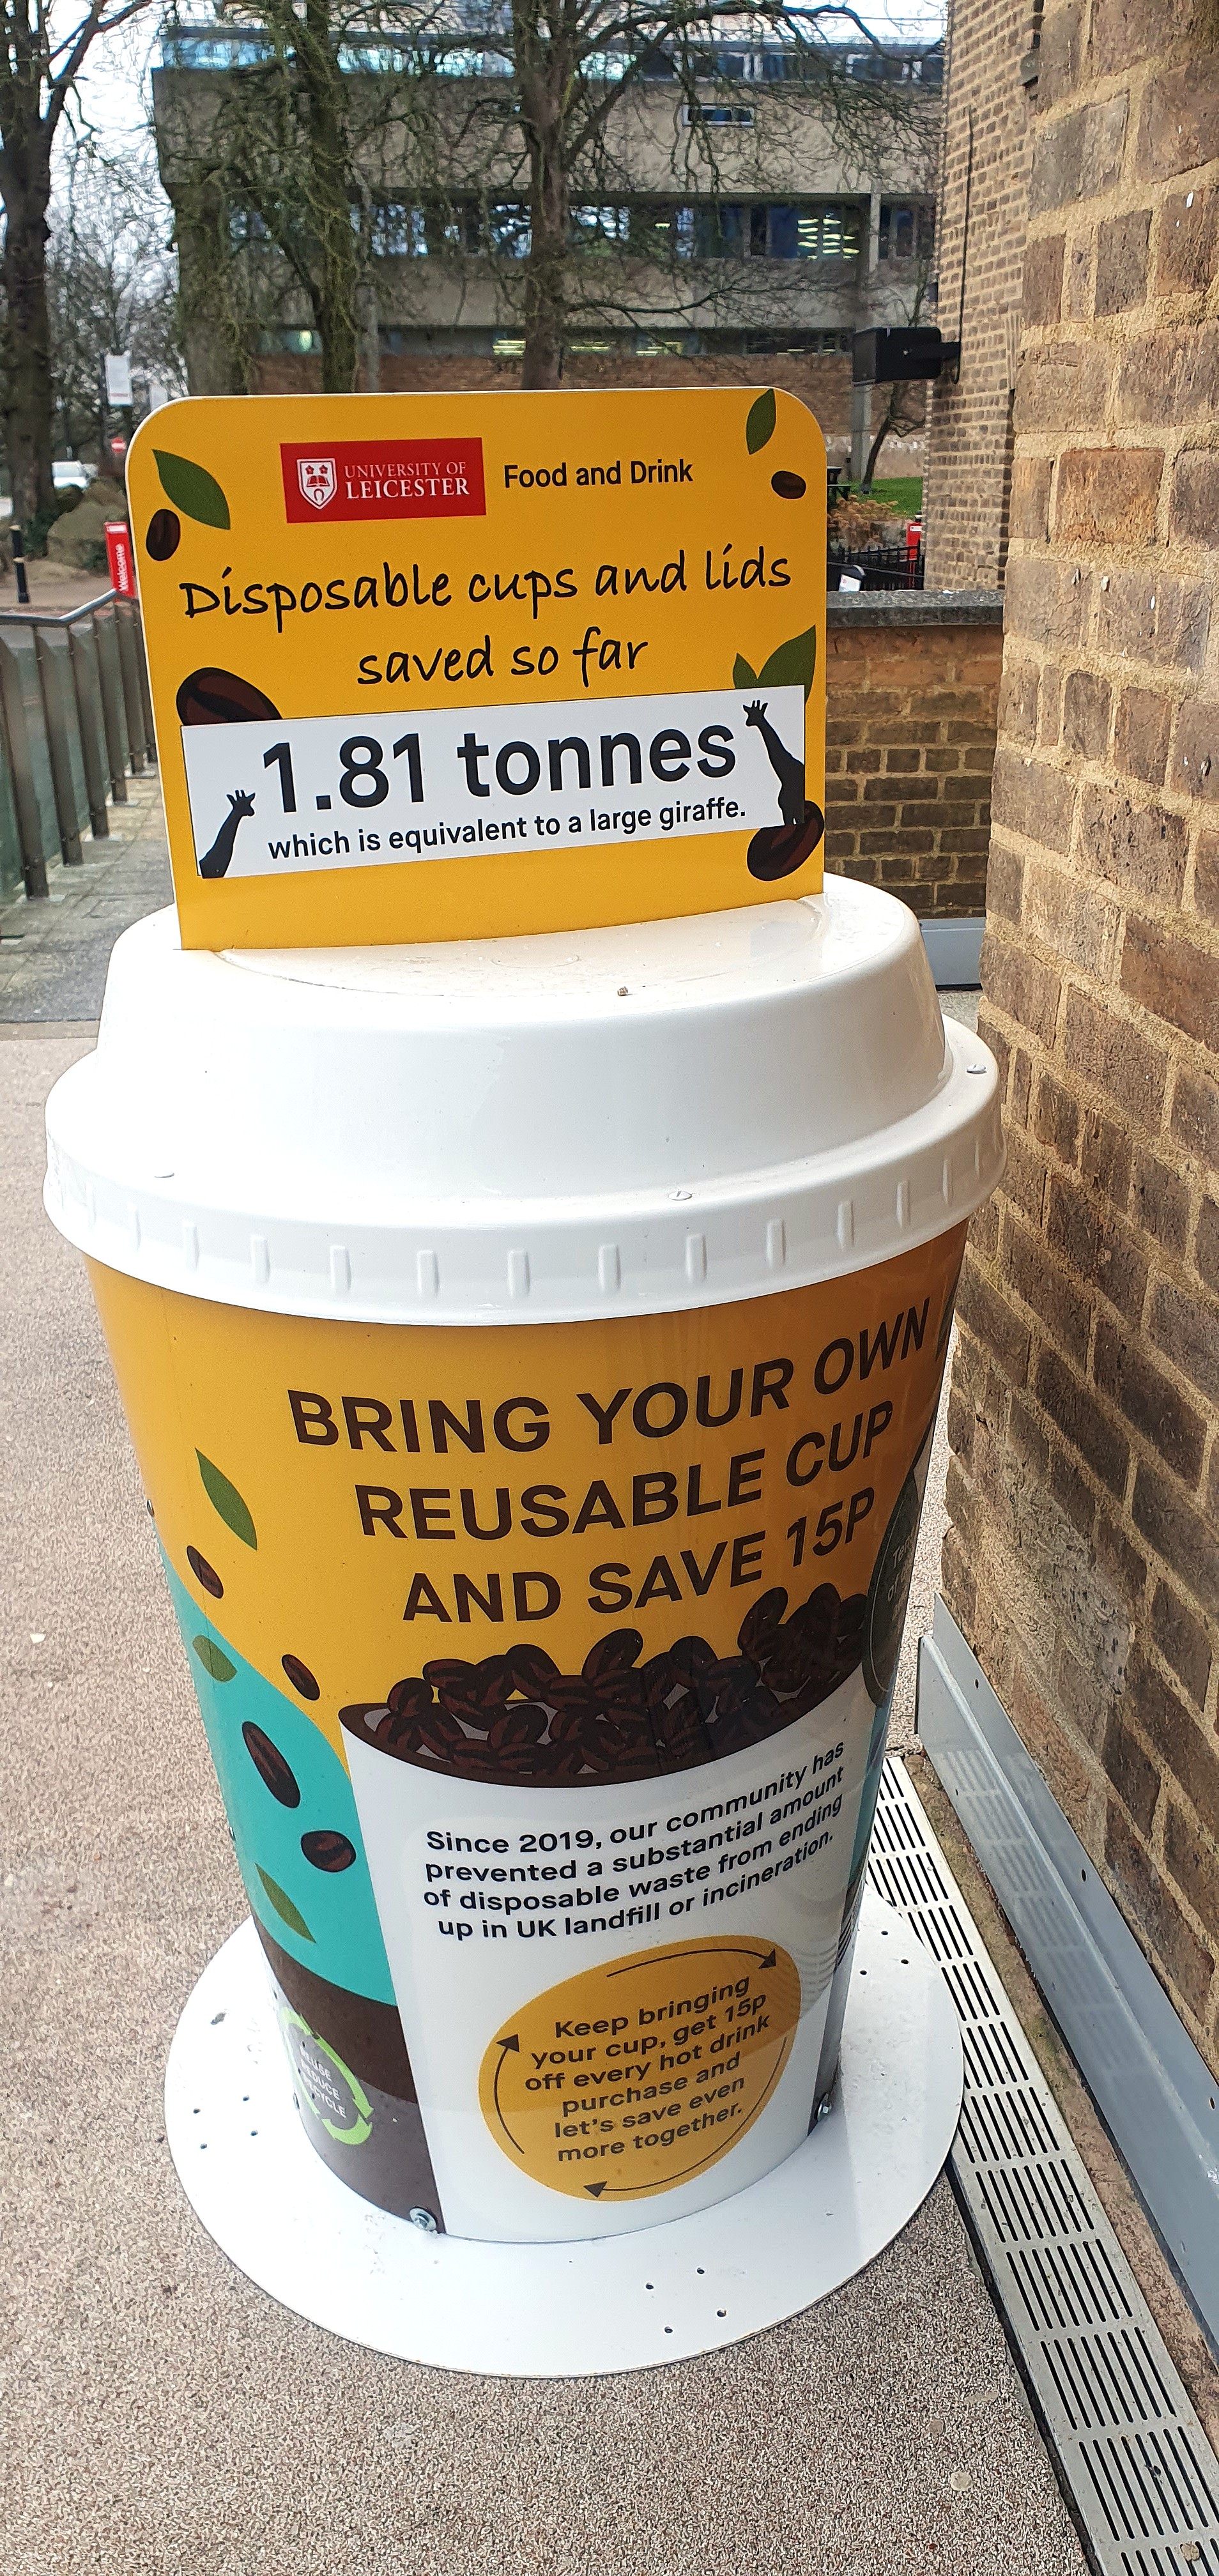 UNIVERSITY OF
LEICESTER
Food and Drink
Welcome
Disposable cups and lids
saved so far
1.81 tonnes
which is equivalent to a large giraffe.
BRING YOUR OWN
REUSABLE CUP
AND SAVE 15P
Since 2019, our community has
prevented a substantial amount
of disposable waste from ending
up in UK landfill or incineration.
Keep bringing
your cup, get 15p
off every hot drink
purchase and
let's save even
more together.